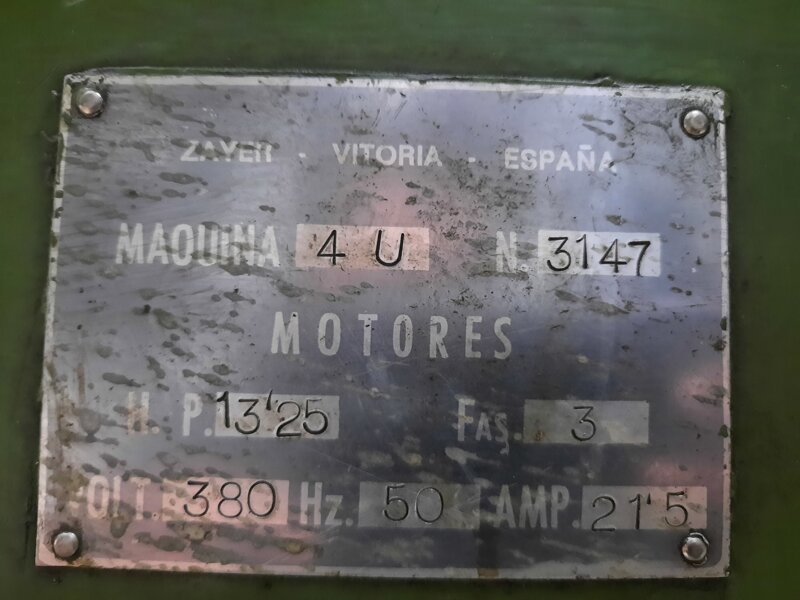 ZAYER - VITORIA - ESPAÑA
MAQUINA 4 U N. 3147
MOTORES
H. P. 13'25 FAS. 3
VOLT. 380 Hz. 50 AMP. 21'5